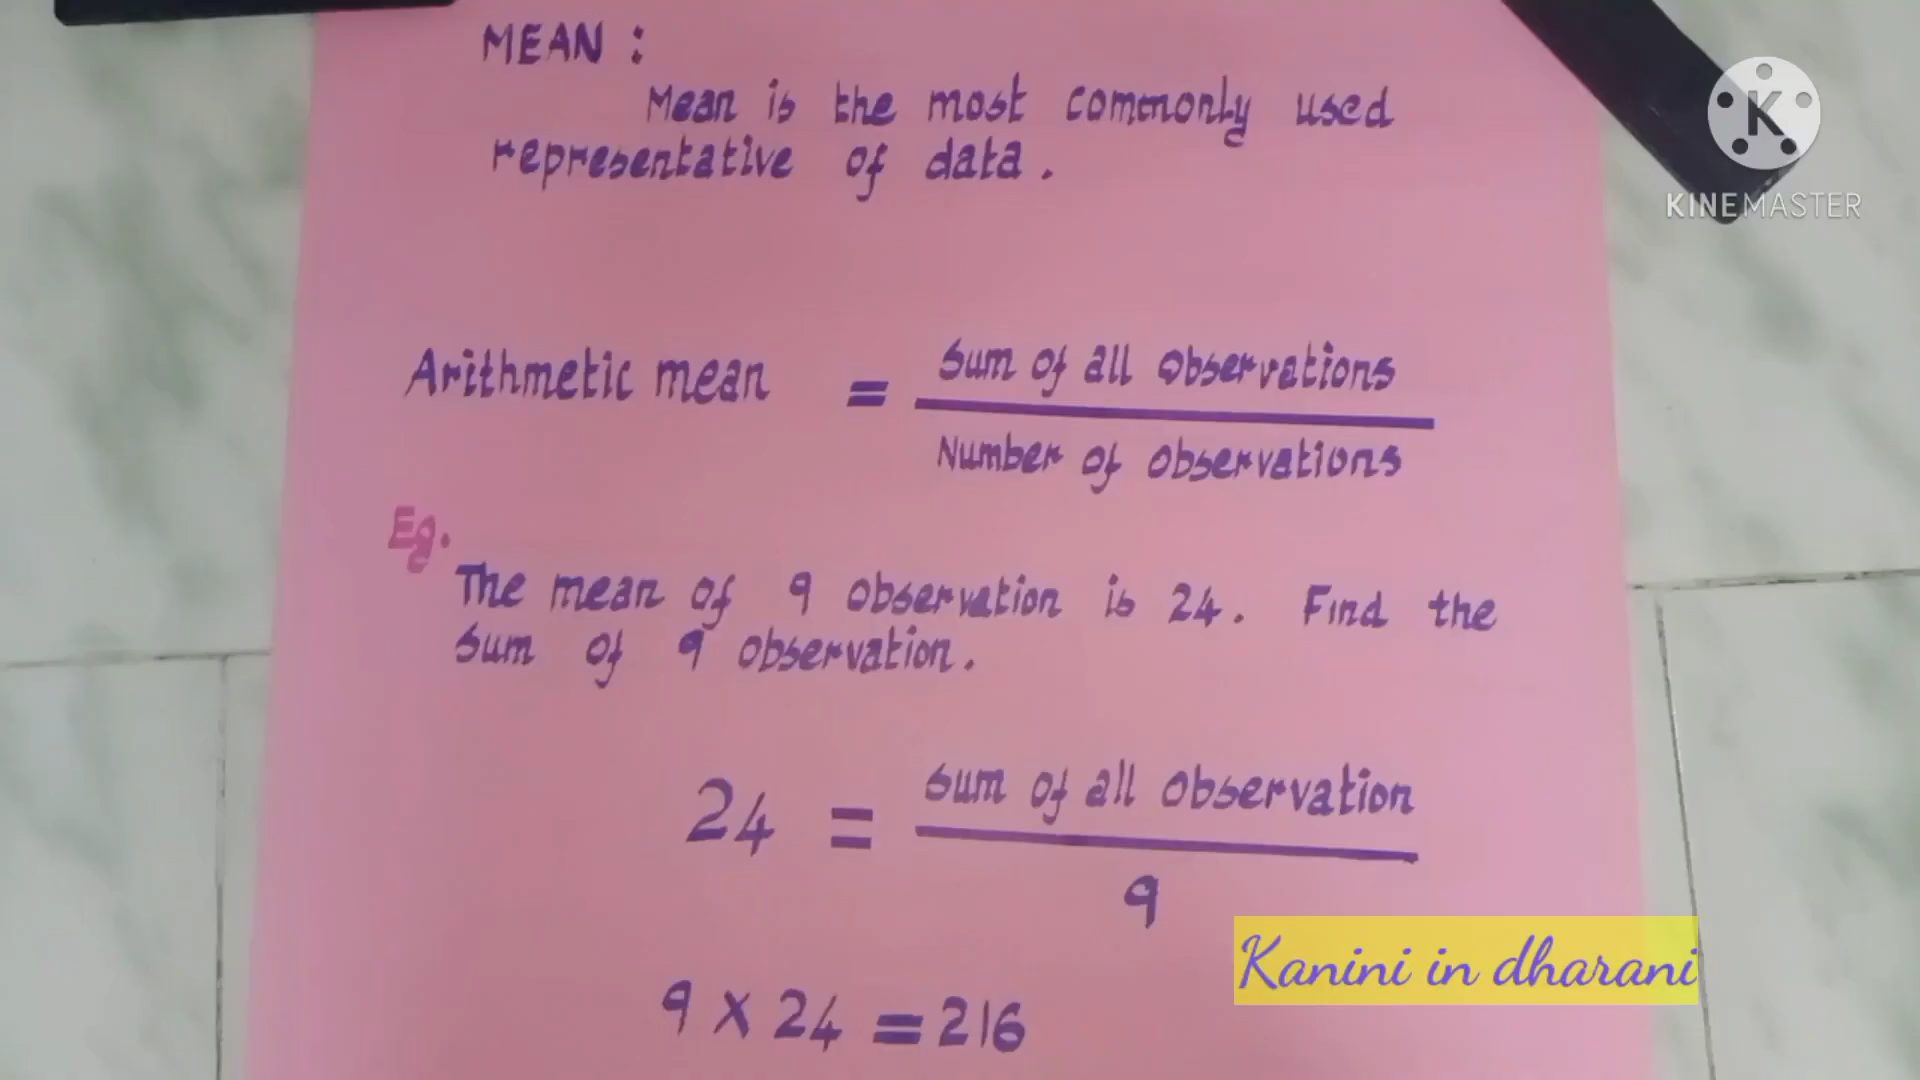 MEAN :
Mean is the most commonly used
representative of data.
Arithmetic mean = Sum of all observations
Number of observations
Eg.
The mean of 9 observation is 24. Find the
sum of 9 observation.
24 = Sum of all observation
9
9 x 24 = 216
K
KINEMASTER
Kanini in dharani